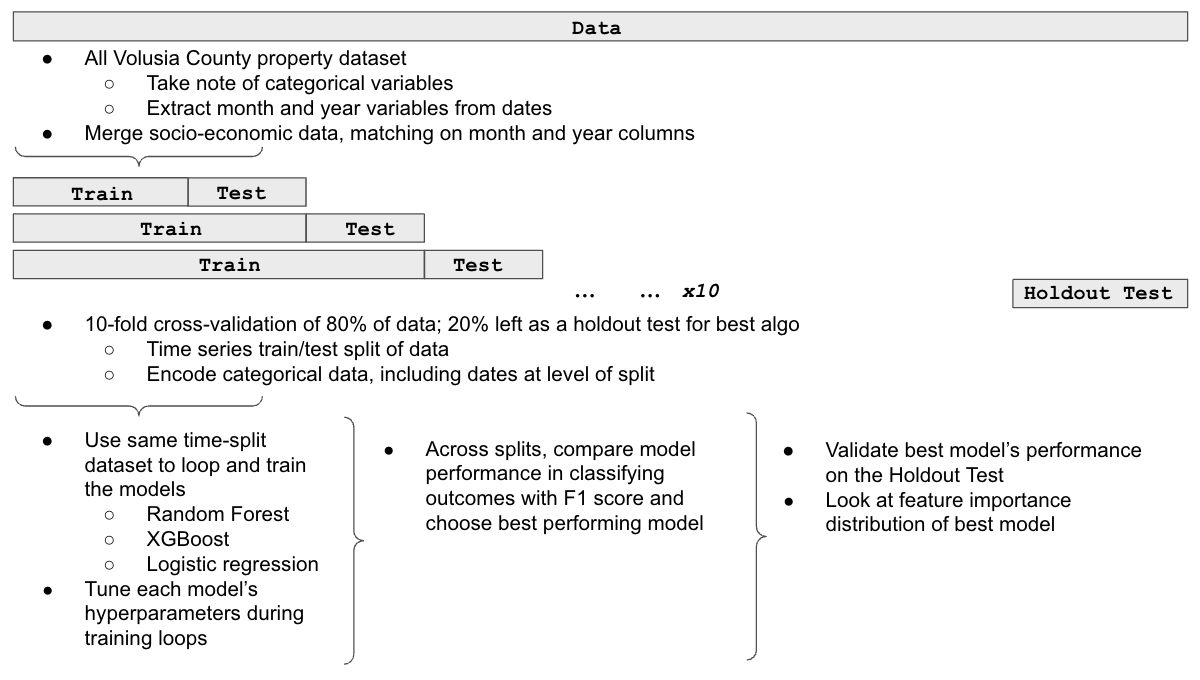 Data
● All Volusia County property dataset
○ Take note of categorical variables
○ Extract month and year variables from dates
● Merge socio-economic data, matching on month and year columns
Train Test
Train Test
Train Test
... ... x10
Holdout Test
● 10-fold cross-validation of 80% of data; 20% left as a holdout test for best algo
○ Time series train/test split of data
○ Encode categorical data, including dates at level of split
● Use same time-split
dataset to loop and train
the models
○ Random Forest
○ XGBoost
○ Logistic regression
● Tune each model’s
hyperparameters during
training loops
● Across splits, compare model
performance in classifying
outcomes with F1 score and
choose best performing model
● Validate best model’s performance
on the Holdout Test
● Look at feature importance
distribution of best model